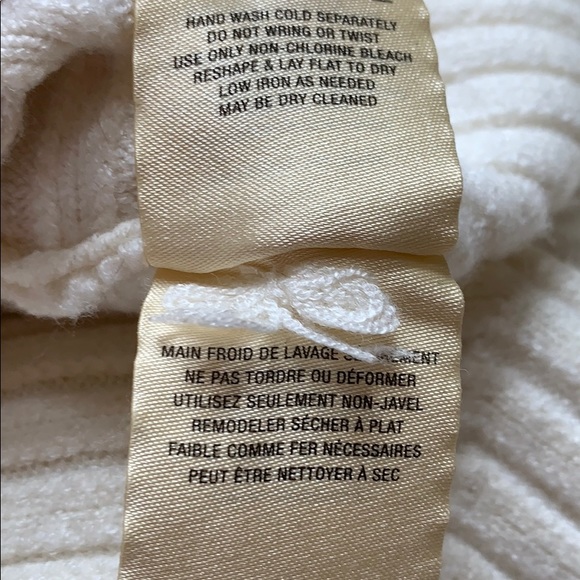 HAND WASH COLD SEPARATELY
DO NOT WRING OR TWIST
USE ONLY NON-CHLORINE BLEACH
RESHAPE & LAY FLAT TO DRY
LOW IRON AS NEEDED
MAY BE DRY CLEANED
MAIN FROID DE LAVAGE
NE PAS TORDRE OU DÉFORMER
UTILISEZ SEULEMENT NON-JAVEL
REMODELER SÉCHER À PLAT
FAIBLE COMME FER NÉCESSAIRES
PEUT ÊTRE NETTOYER À SEC